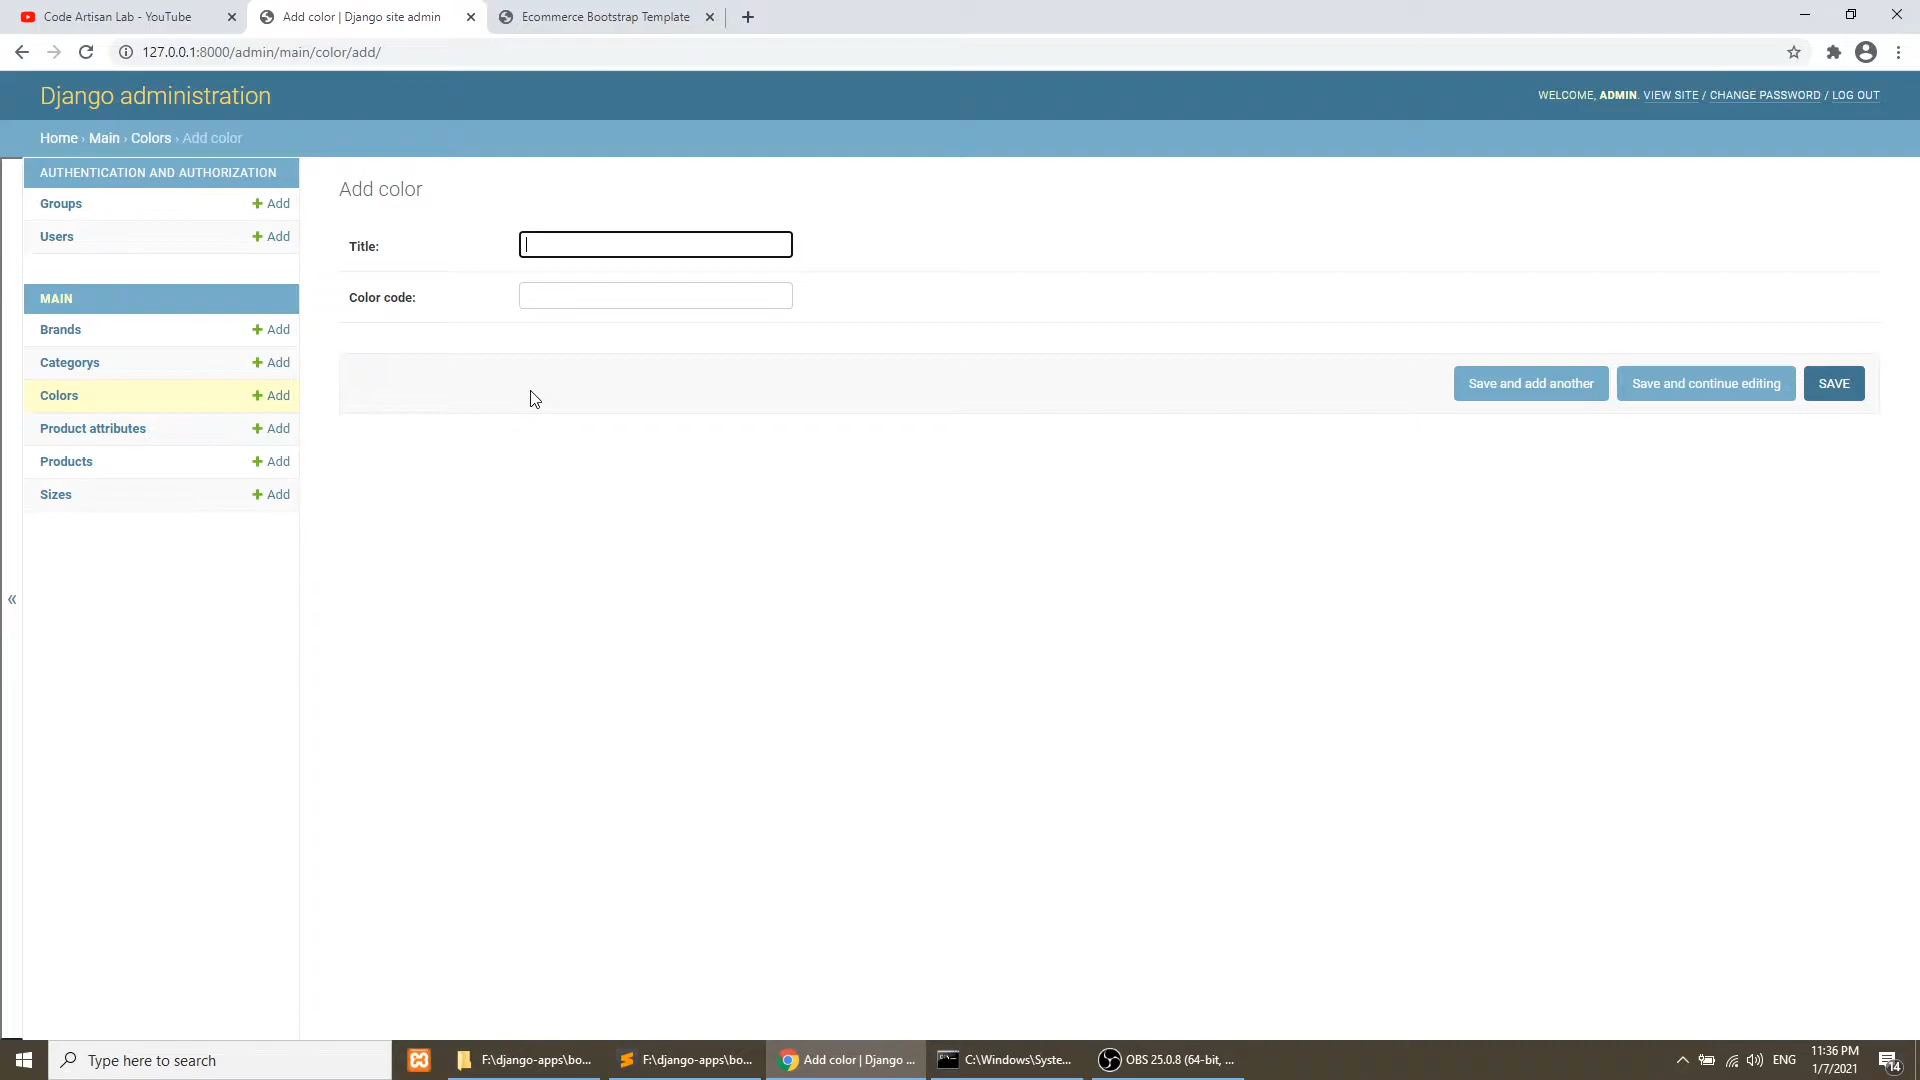 Code Artisan Lab - YouTube
Add color | Django site admin
Ecommerce Bootstrap Template
127.0.0.1:8000/admin/main/color/add/
Django administration
WELCOME, ADMIN. VIEW SITE / CHANGE PASSWORD / LOG OUT
Home › Main › Colors › Add color
AUTHENTICATION AND AUTHORIZATION
Groups
Add
Users
Add
MAIN
Brands
Add
Categorys
Add
Colors
Add
Product attributes
Add
Products
Add
Sizes
Add
«
Add color
Title:
Color code:
Save and add another
Save and continue editing
SAVE
Type here to search
F:\django-apps\bo...
F:\django-apps\bo...
Add color | Django ...
C:\Windows\Syste...
OBS 25.0.8 (64-bit, ...
ENG
11:36 PM
1/7/2021
14